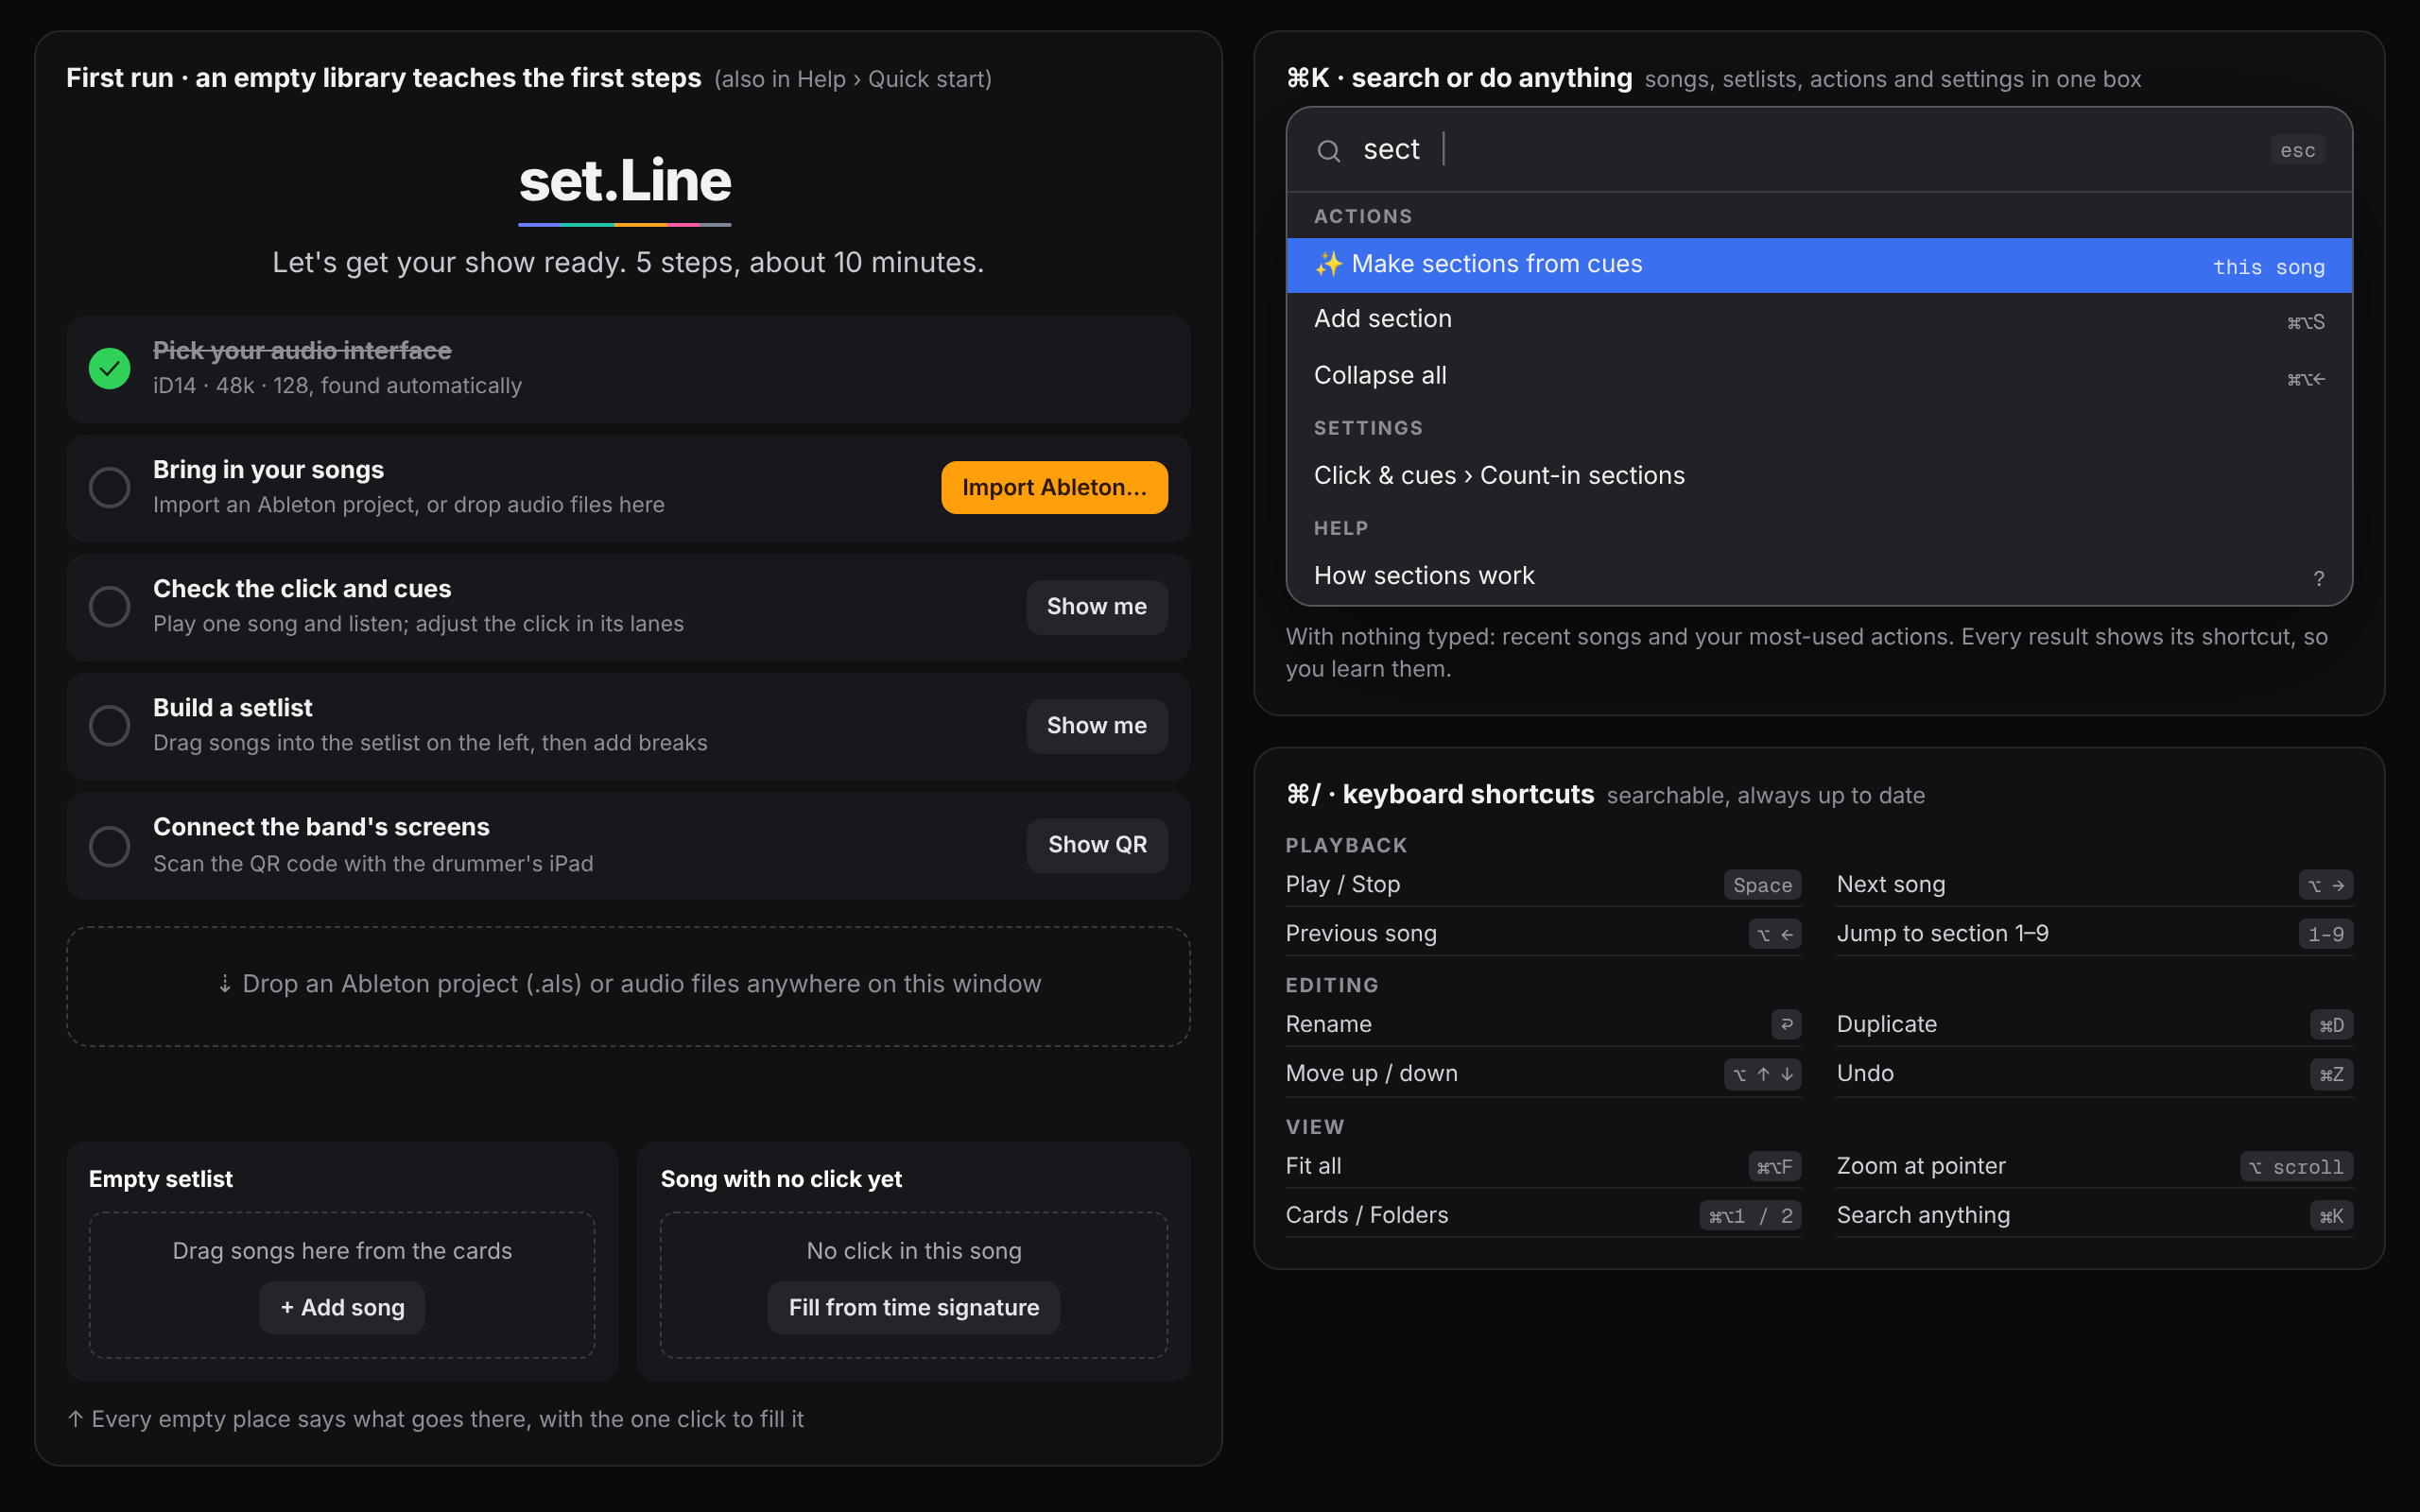 First run · an empty library teaches the first steps (also in Help › Quick start)
set.Line
Let's get your show ready. 5 steps, about 10 minutes.
Pick your audio interface
iD14 · 48k · 128, found automatically
Bring in your songs
Import an Ableton project, or drop audio files here
Import Ableton...
Check the click and cues
Play one song and listen; adjust the click in its lanes
Show me
Build a setlist
Drag songs into the setlist on the left, then add breaks
Show me
Connect the band's screens
Scan the QR code with the drummer's iPad
Show QR
⇣ Drop an Ableton project (.als) or audio files anywhere on this window
Empty setlist
Drag songs here from the cards
+ Add song
Song with no click yet
No click in this song
Fill from time signature
↑ Every empty place says what goes there, with the one click to fill it
⌘K · search or do anything songs, setlists, actions and settings in one box
sect
esc
ACTIONS
✨ Make sections from cues this song
Add section ⌘⌥S
Collapse all ⌘⌥←
SETTINGS
Click & cues › Count-in sections
HELP
How sections work ?
With nothing typed: recent songs and your most-used actions. Every result shows its shortcut, so
you learn them.
⌘/ · keyboard shortcuts searchable, always up to date
PLAYBACK
Play / Stop Space
Next song ⌥ →
Previous song ⌥ ←
Jump to section 1–9 1–9
EDITING
Rename ↩
Duplicate ⌘D
Move up / down ⌥ ↑ ↓
Undo ⌘Z
VIEW
Fit all ⌘⌥F
Zoom at pointer ⌥ scroll
Cards / Folders ⌘⌥1 / 2
Search anything ⌘K